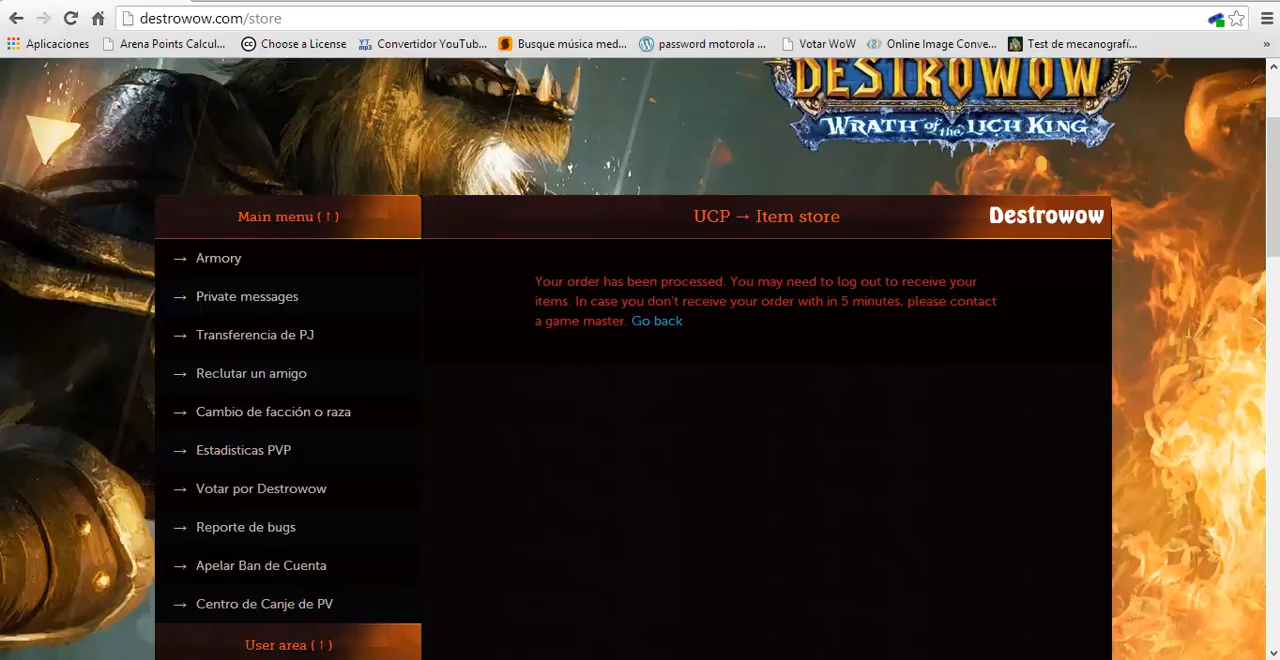 destrowow.com/store
Aplicaciones Arena Points Calcul... Choose a License Convertidor YouTub... Busque música med... password motorola ... Votar WoW Online Image Conve... Test de mecanografí... »
DESTROWOW
WRATH of the LICH KING
Main menu ( ↑ )
UCP → Item store
Destrowow
→ Armory
→ Private messages
→ Transferencia de PJ
→ Reclutar un amigo
→ Cambio de facción o raza
→ Estadisticas PVP
→ Votar por Destrowow
→ Reporte de bugs
→ Apelar Ban de Cuenta
→ Centro de Canje de PV
User area ( ↑ )
Your order has been processed. You may need to log out to receive your
items. In case you don't receive your order with in 5 minutes, please contact
a game master. Go back